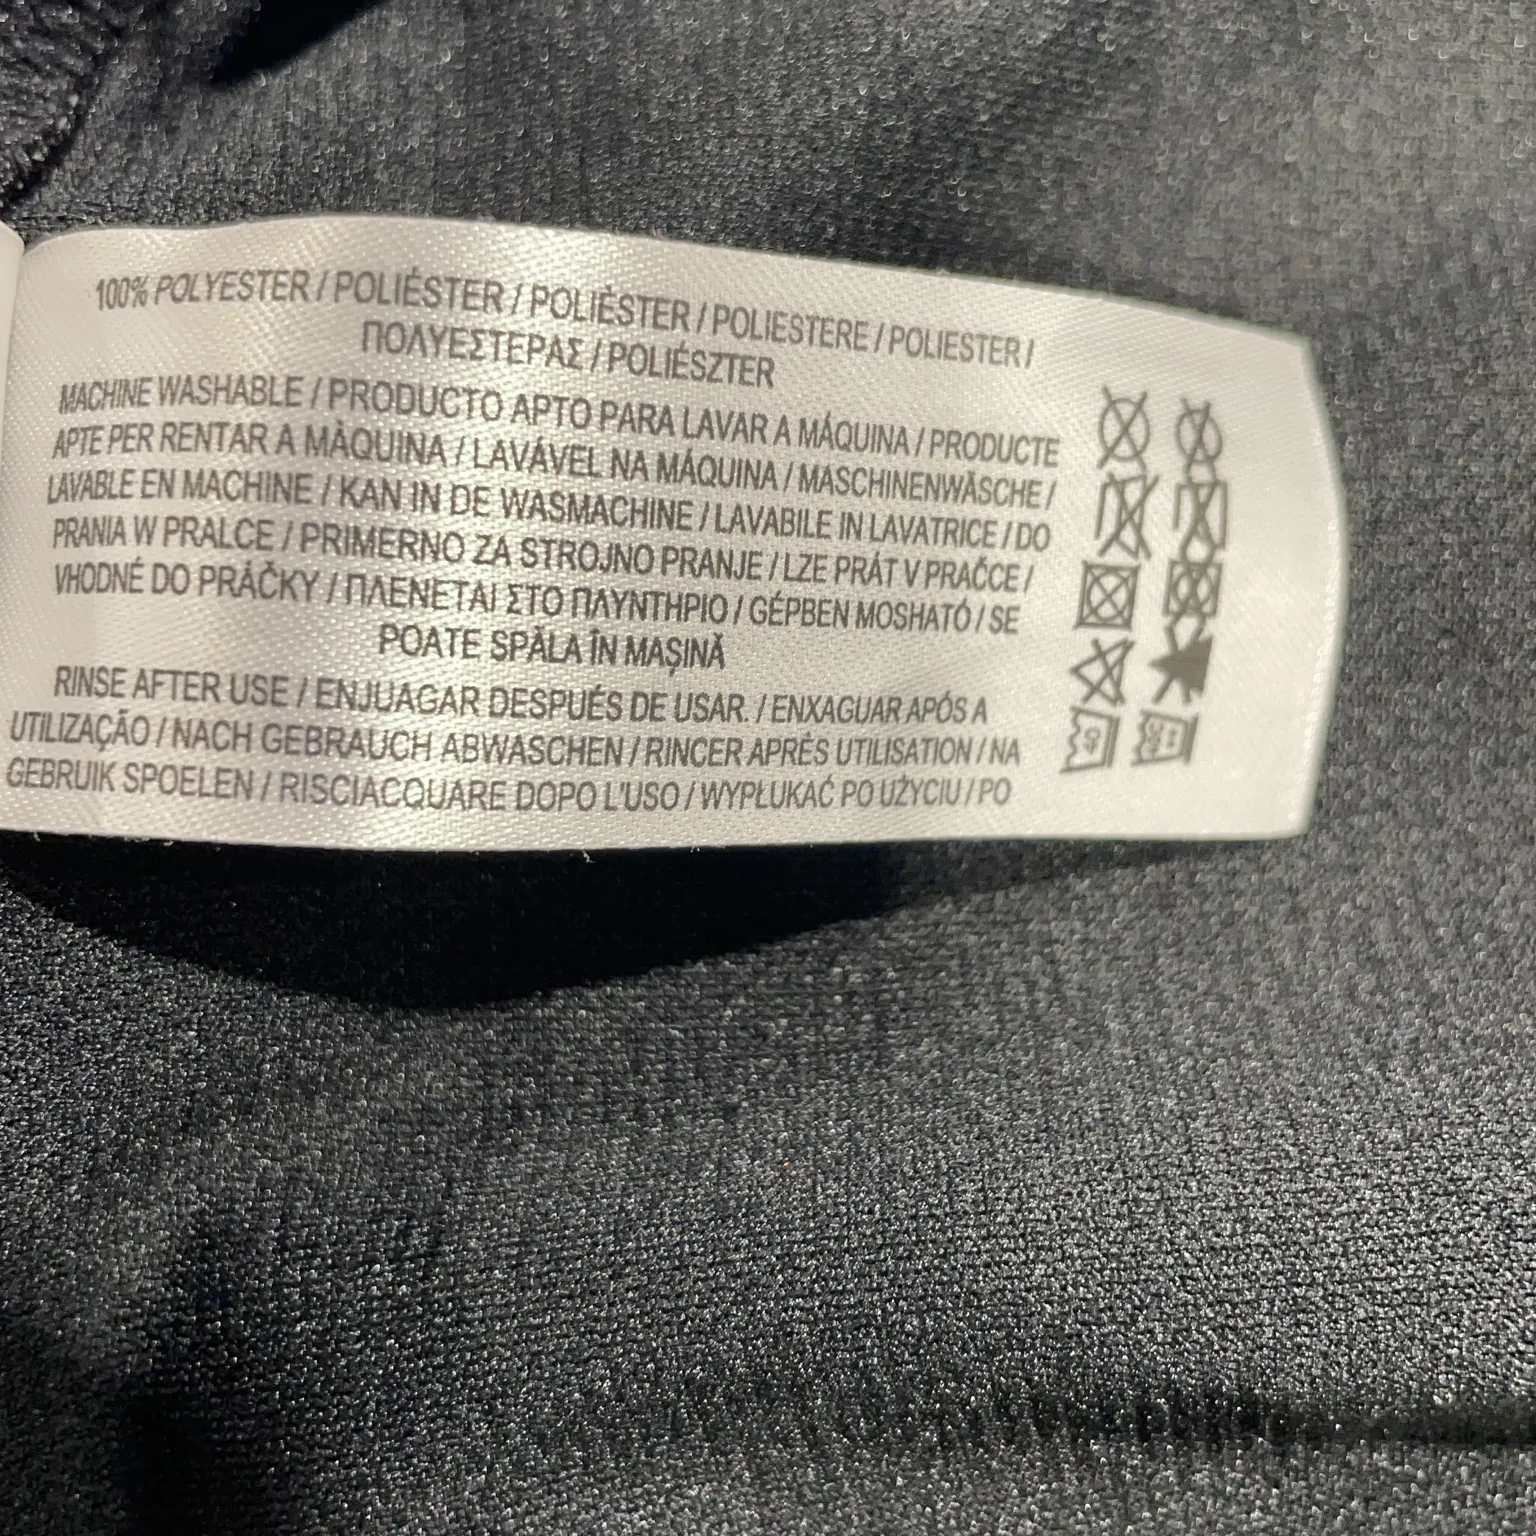 100% POLYESTER / POLIÉSTER / POLIÈSTER / POLIESTERE / POLIESTER /
ΠΟΛΥΕΣΤΕΡΑΣ / POLIÉSZTER
MACHINE WASHABLE / PRODUCTO APTO PARA LAVAR A MÁQUINA / PRODUCTE
APTE PER RENTAR A MÀQUINA / LAVÁVEL NA MÁQUINA / MASCHINENWÄSCHE /
LAVABLE EN MACHINE / KAN IN DE WASMACHINE / LAVABILE IN LAVATRICE / DO
PRANIA W PRALCE / PRIMERNO ZA STROJNO PRANJE / LZE PRÁT V PRAČCE /
VHODNÉ DO PRÁČKY / ΠΛΕΝΕΤΑΙ ΣΤΟ ΠΛΥΝΤΗΡΙΟ / GÉPBEN MOSHATÓ / SE
POATE SPĂLA ÎN MAȘINĂ
RINSE AFTER USE / ENJUAGAR DESPUÉS DE USAR. / ENXAGUAR APÓS A
UTILIZAÇÃO / NACH GEBRAUCH ABWASCHEN / RINCER APRÈS UTILISATION / NA
GEBRUIK SPOELEN / RISCIACQUARE DOPO L'USO / WYPŁUKAĆ PO UŻYCIU / PO